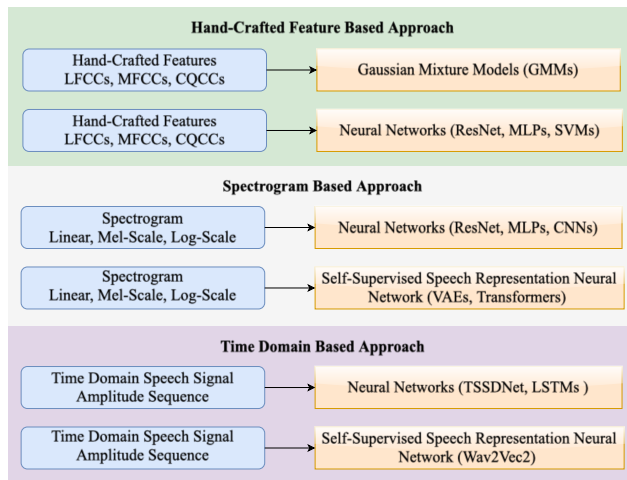 Hand-Crafted Feature Based Approach
Hand-Crafted Features
LFCCs, MFCCs, CQCCs
Gaussian Mixture Models (GMMs)
Hand-Crafted Features
LFCCs, MFCCs, CQCCs
Neural Networks (ResNet, MLPs, SVMs)
Spectrogram Based Approach
Spectrogram
Linear, Mel-Scale, Log-Scale
Neural Networks (ResNet, MLPs, CNNs)
Spectrogram
Linear, Mel-Scale, Log-Scale
Self-Supervised Speech Representation Neural
Network (VAEs, Transformers)
Time Domain Based Approach
Time Domain Speech Signal
Amplitude Sequence
Neural Networks (TSSDNet, LSTMs )
Time Domain Speech Signal
Amplitude Sequence
Self-Supervised Speech Representation Neural
Network (Wav2Vec2)